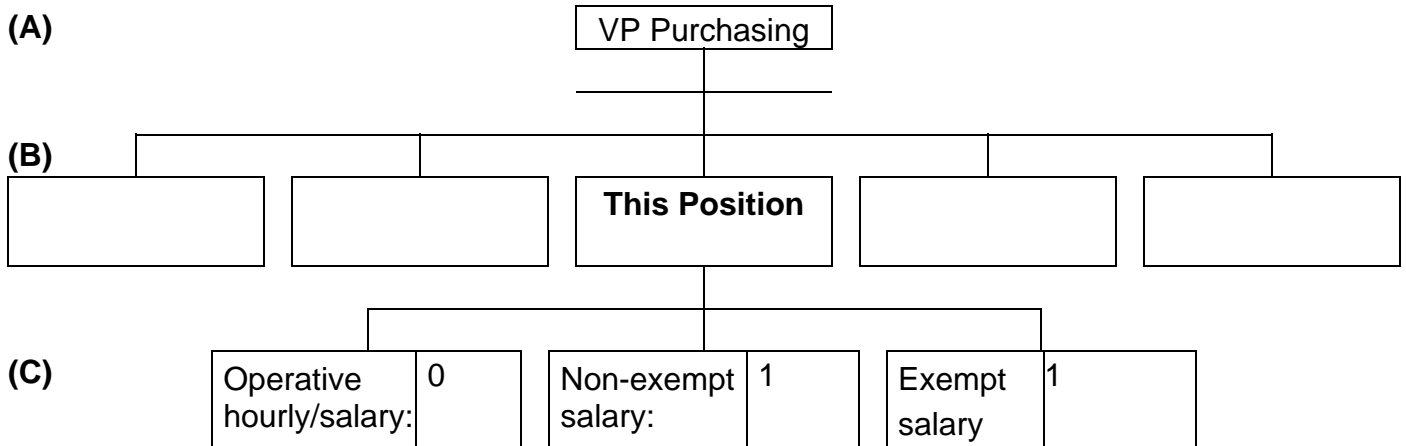 (A)
VP Purchasing
(B)
This Position
(C)
Operative
hourly/salary:
0
Non-exempt
salary:
1
Exempt
salary
1